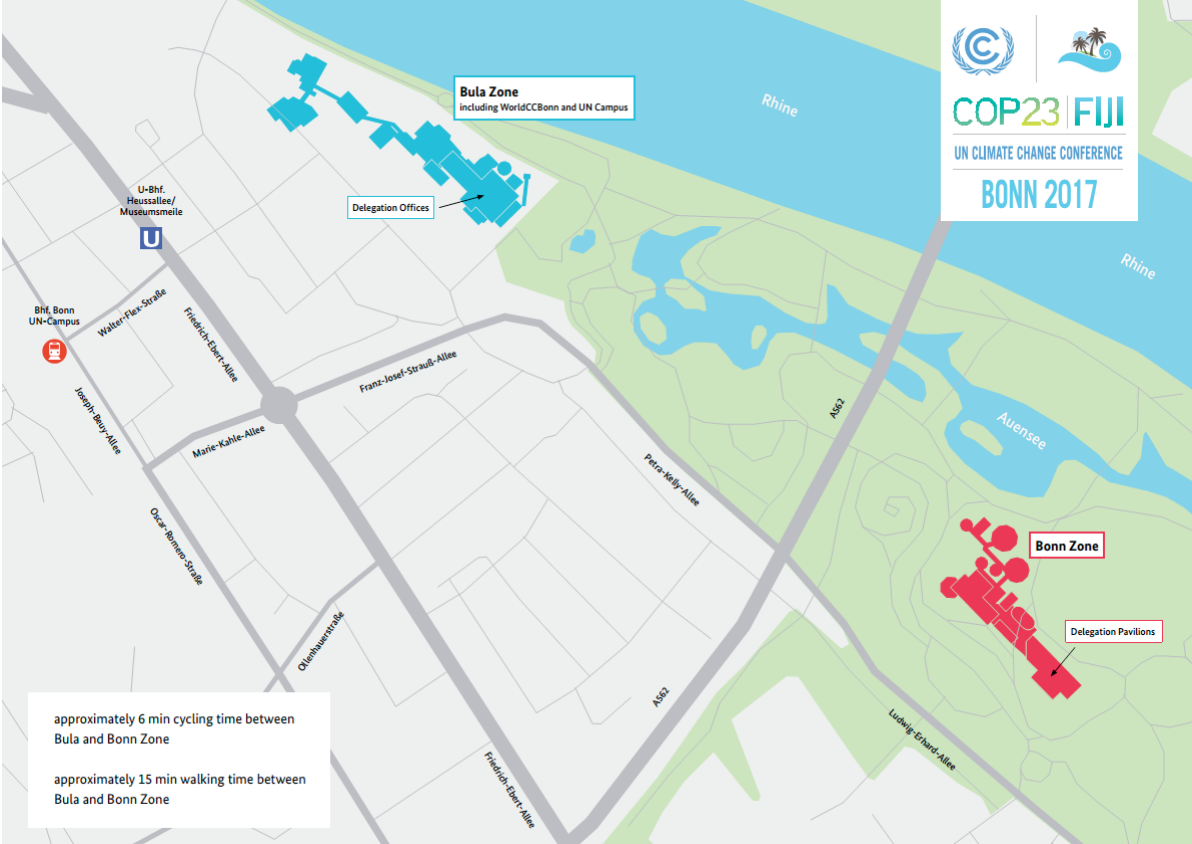 COP23 FIJI
UN CLIMATE CHANGE CONFERENCE
BONN 2017
Bula Zone
including WorldCCBonn and UN Campus
Rhine
Delegation Offices
U-Bhf.
Heussallee/
Museumsmeile
U
Rhine
Bhf. Bonn
UN-Campus
Walter-Flex-Straße
Friedrich-Ebert-Allee
Franz-Josef-Strauß-Allee
Joseph-Beuy-Allee
Marie-Kahle-Allee
A562
Auensee
Petra-Kelly-Allee
Oscar-Romero-Straße
Bonn Zone
Ollenhauerstraße
Delegation Pavilions
A562
Ludwig-Erhard-Allee
Friedrich-Ebert-Allee
approximately 6 min cycling time between
Bula and Bonn Zone
approximately 15 min walking time between
Bula and Bonn Zone